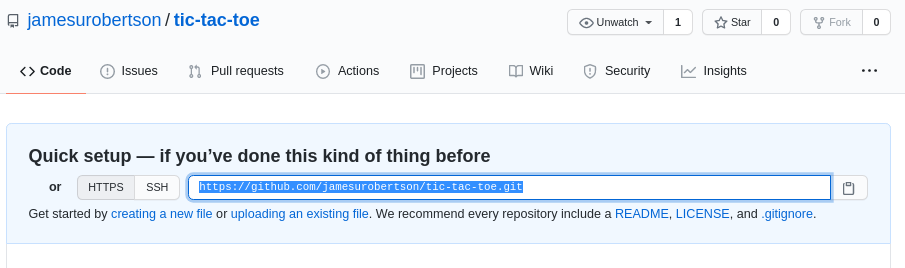 jamesurobertson / tic-tac-toe
Unwatch 1 Star 0 Fork 0
Code Issues Pull requests Actions Projects Wiki Security Insights ...
Quick setup — if you’ve done this kind of thing before
or HTTPS SSH https://github.com/jamesurobertson/tic-tac-toe.git
Get started by creating a new file or uploading an existing file. We recommend every repository include a README, LICENSE, and .gitignore.